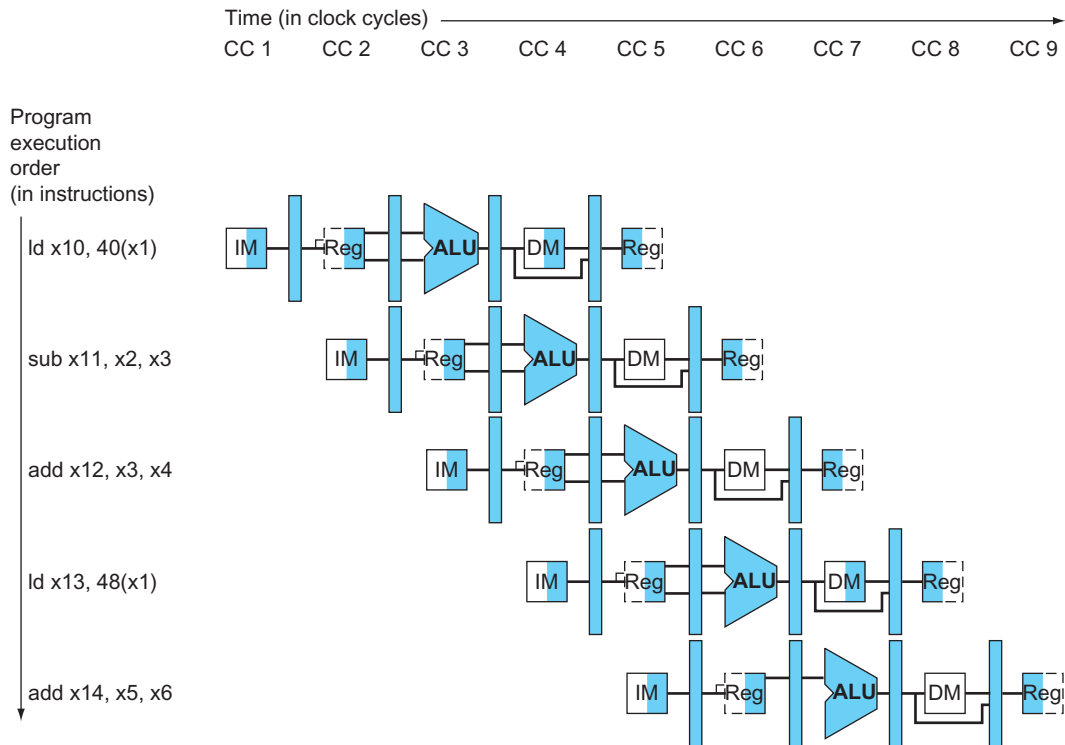 Time (in clock cycles)
CC 1 CC 2 CC 3 CC 4 CC 5 CC 6 CC 7 CC 8 CC 9
Program
execution
order
(in instructions)
ld x10, 40(x1) IM Reg ALU DM Reg
sub x11, x2, x3 IM Reg ALU DM Reg
add x12, x3, x4 IM Reg ALU DM Reg
ld x13, 48(x1) IM Reg ALU DM Reg
add x14, x5, x6 IM Reg ALU DM Reg